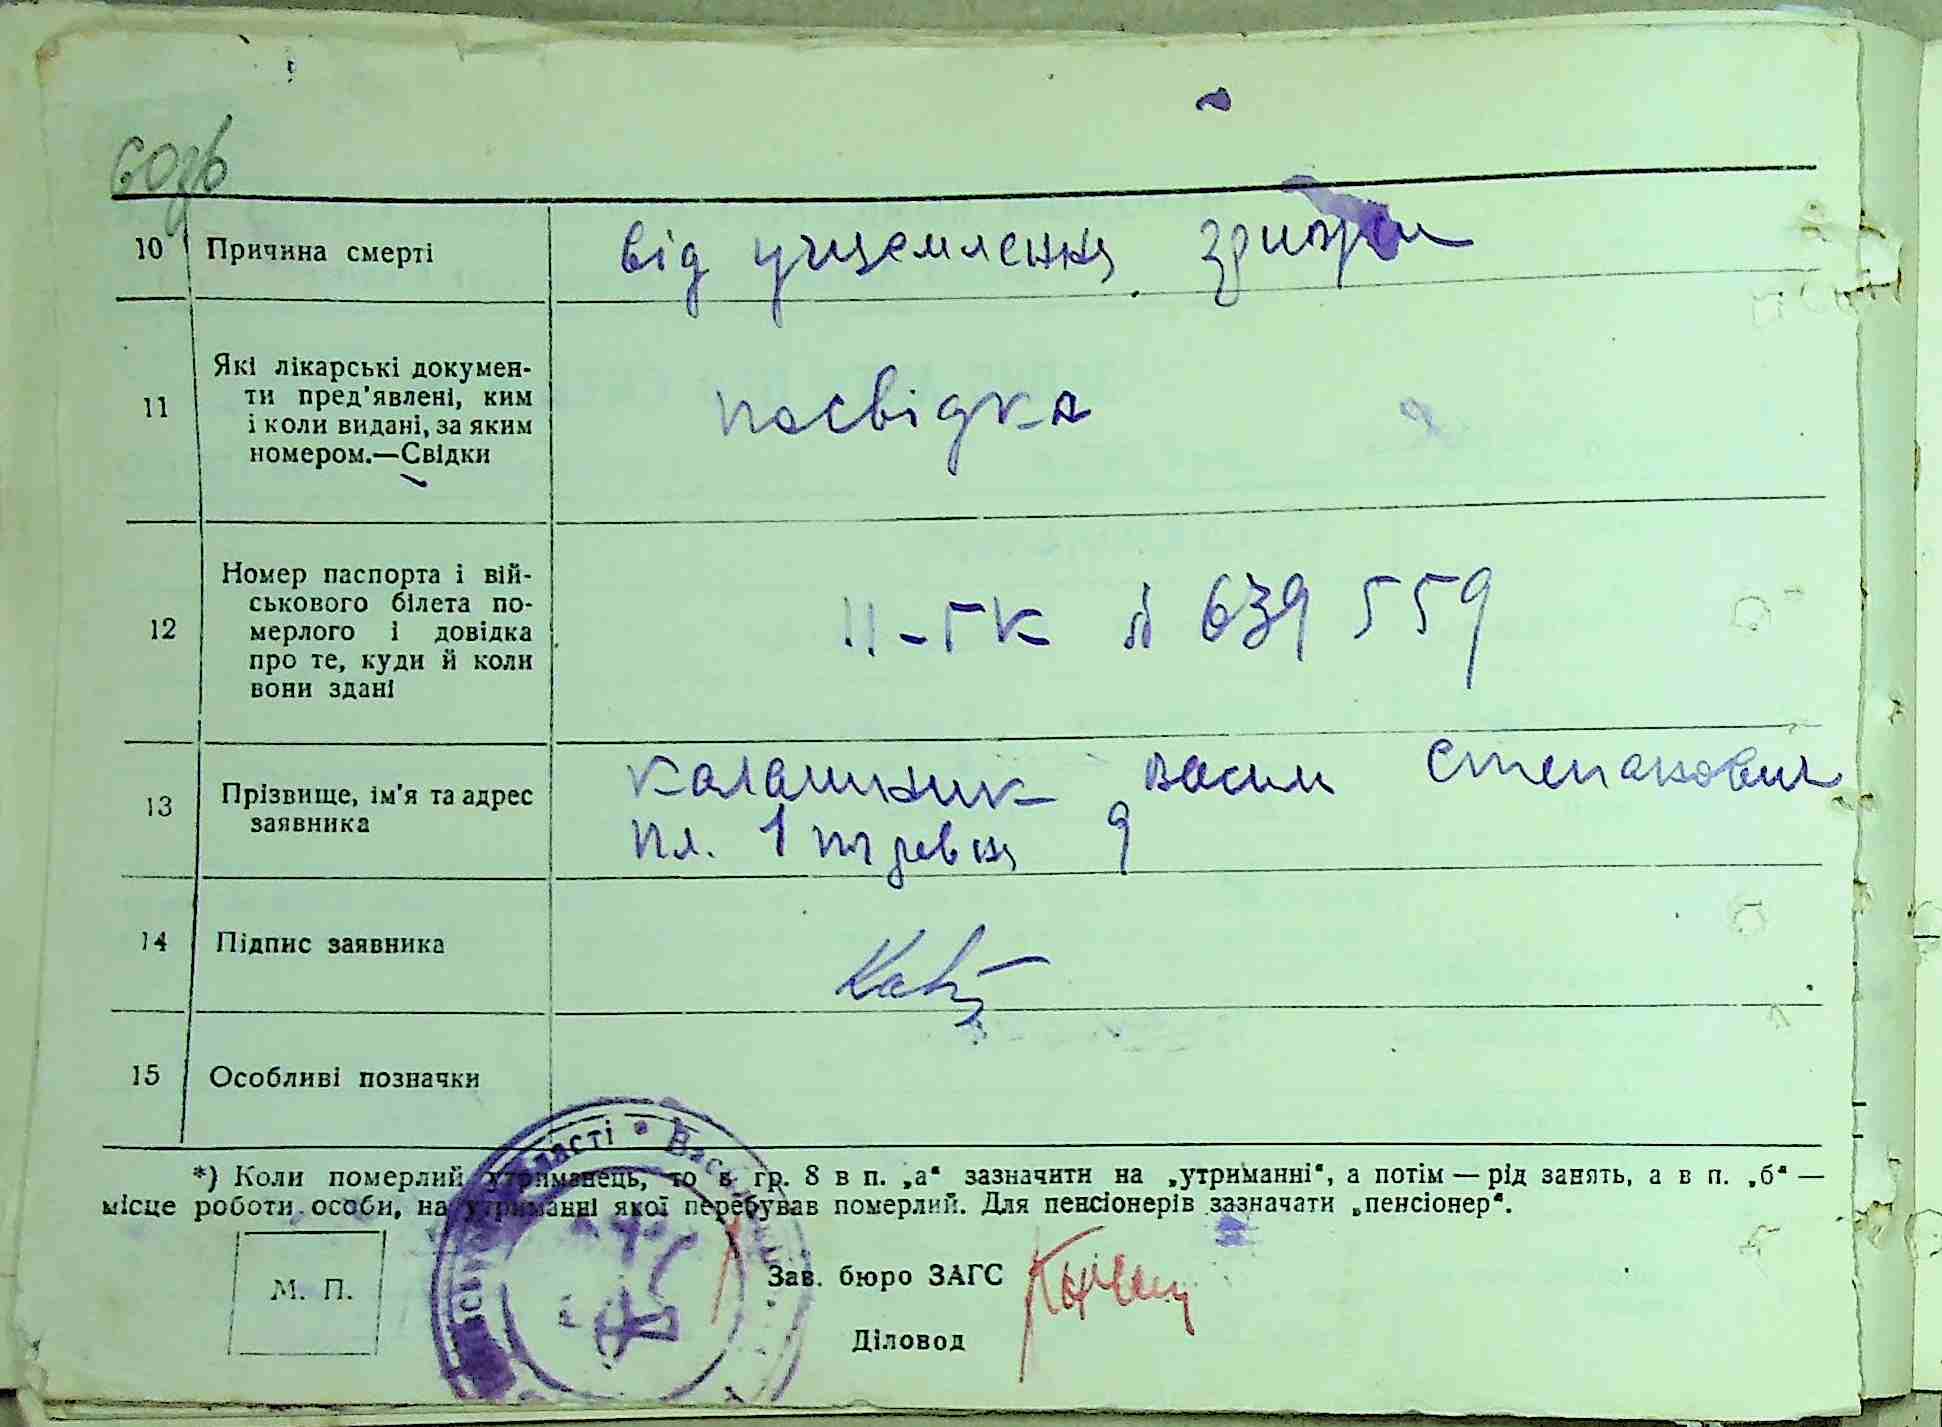 10 Причина смерті від ущемлення грижи
11 Які лікарські докумен-
ти пред'явлені, ким
і коли видані, за яким
номером.—Свідки
посвідка
12 Номер паспорта і вій-
ськового білета по-
мерлого і довідка
про те, куди й коли
вони здані
II-ГК № 639559
13 Прізвище, ім'я та адрес
заявника
Калашник Васил Степанович
пл. 1 травня 9
14 Підпис заявника
15 Особливі позначки
*) Коли померлий утриманець, то в гр. 8 в п. „а“ зазначити на „утриманні“, а потім — рід занять, а в п. „б“ —
місце роботи особи, на утриманні якої перебував померлий. Для пенсіонерів зазначати „пенсіонер“.
М. П.
Зав. бюро ЗАГС
Діловод